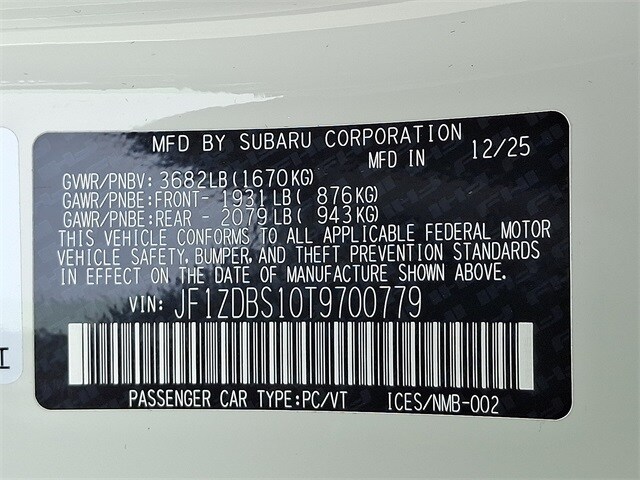 MFD BY SUBARU CORPORATION
MFD IN 12/25
GVWR/PNBV: 3682LB(1670KG)
GAWR/PNBE:FRONT- 1931LB( 876KG)
GAWR/PNBE:REAR - 2079LB( 943KG)
THIS VEHICLE CONFORMS TO ALL APPLICABLE FEDERAL MOTOR
VEHICLE SAFETY, BUMPER, AND THEFT PREVENTION STANDARDS
IN EFFECT ON THE DATE OF MANUFACTURE SHOWN ABOVE.
VIN: JF1ZDBS10T9700779
PASSENGER CAR TYPE:PC/VT ICES/NMB-002